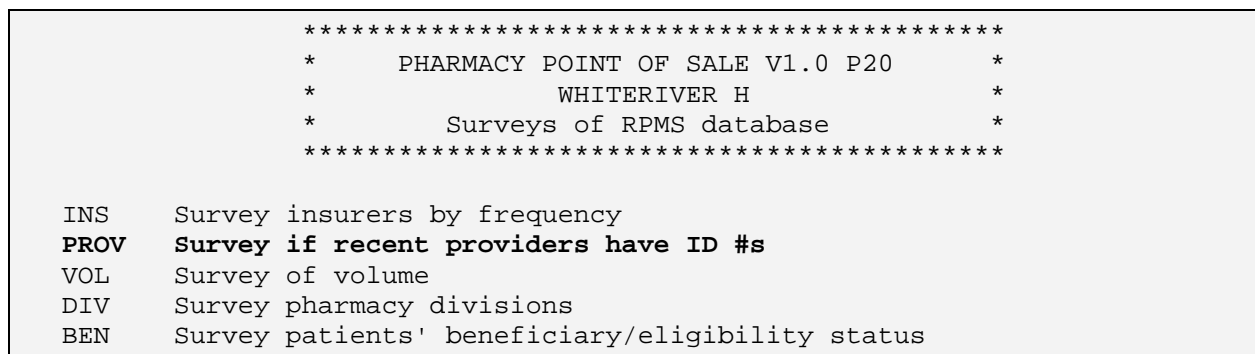 ********************************************
* PHARMACY POINT OF SALE V1.0 P20 *
* WHITERIVER H *
* Surveys of RPMS database *
********************************************
INS Survey insurers by frequency
PROV Survey if recent providers have ID #s
VOL Survey of volume
DIV Survey pharmacy divisions
BEN Survey patients' beneficiary/eligibility status